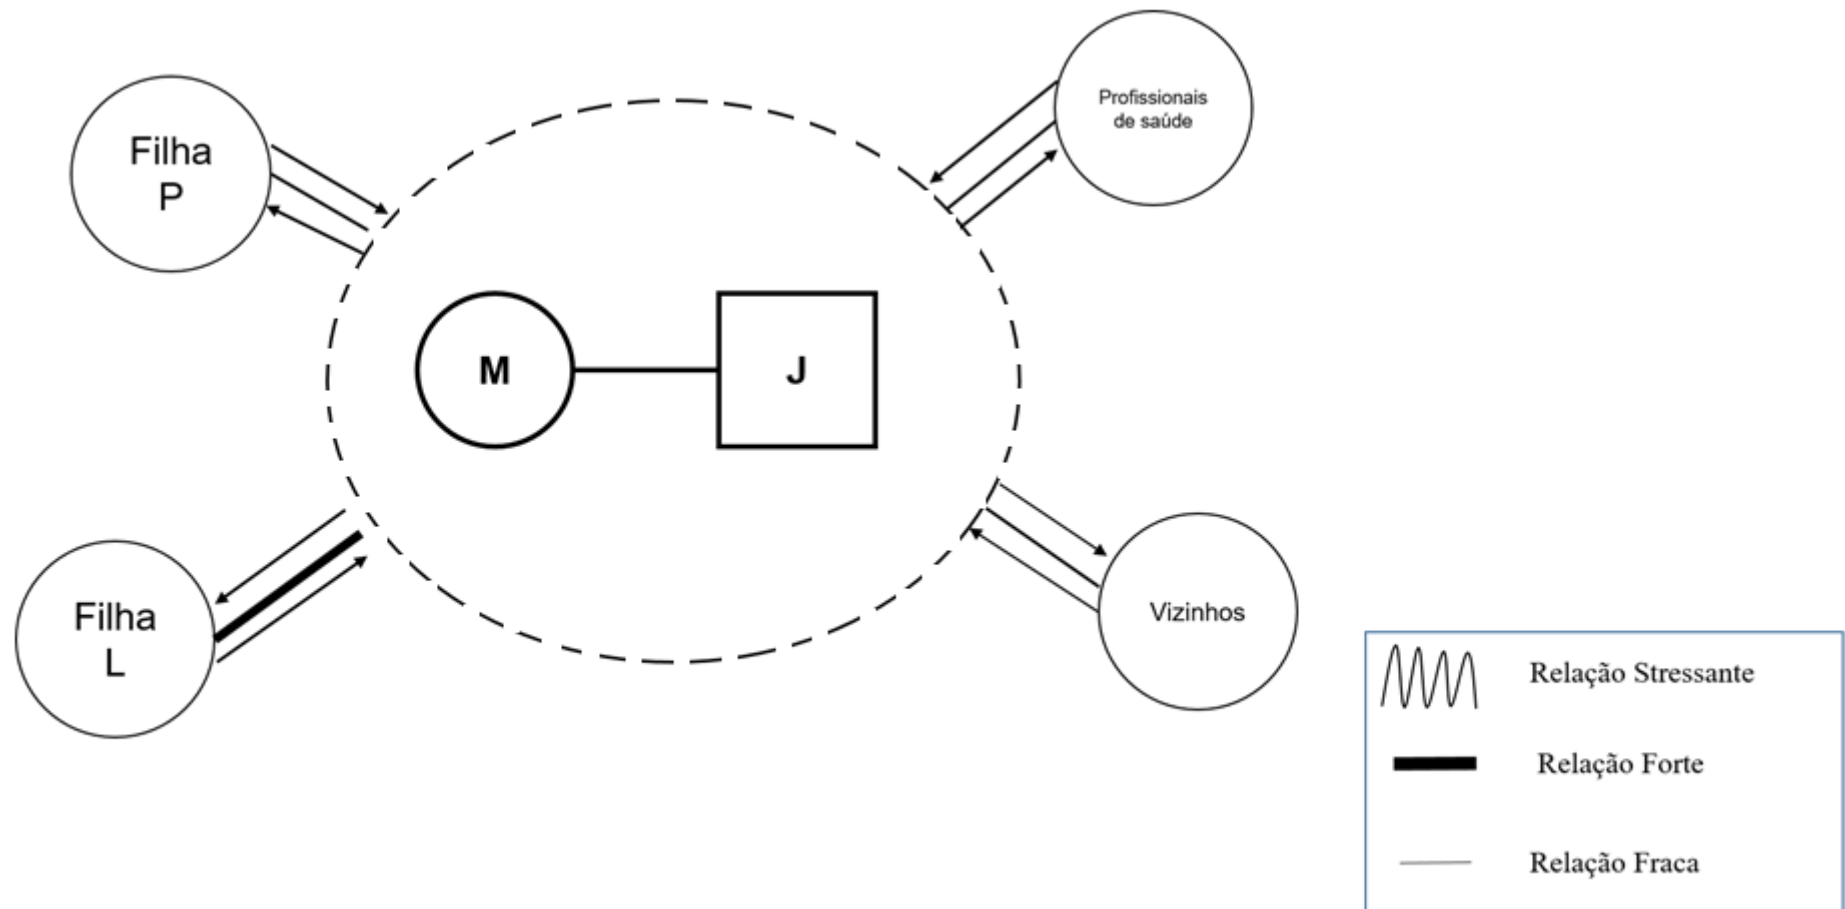 Filha
P
Profissionais
de saúde
M
J
Filha
L
Vizinhos
Relação Stressante
Relação Forte
Relação Fraca